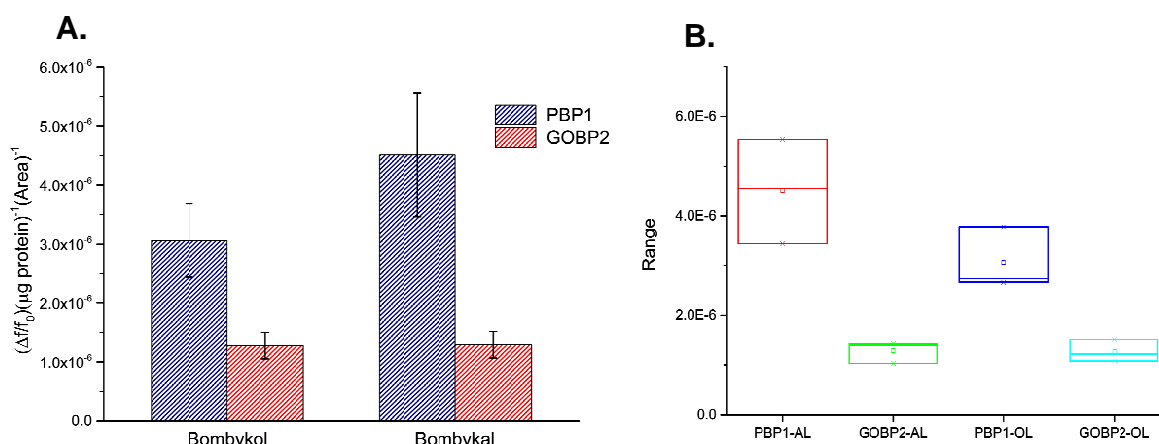 A.
6.0x10⁻⁶
5.0x10⁻⁶
4.0x10⁻⁶
3.0x10⁻⁶
2.0x10⁻⁶
1.0x10⁻⁶
0.0
(Δf/f₀)(μg protein)⁻¹(Area)⁻¹
PBP1
GOBP2
Bombykol
Bombykal
B.
6.0E-6
4.0E-6
2.0E-6
0.0
Range
PBP1-AL
GOBP2-AL
PBP1-OL
GOBP2-OL